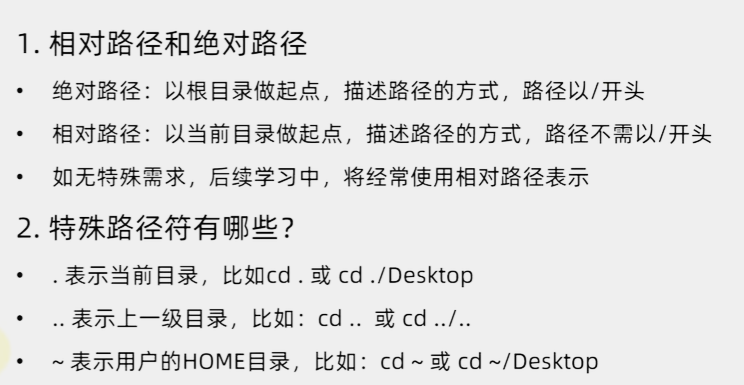 1. 相对路径和绝对路径
• 绝对路径：以根目录做起点，描述路径的方式，路径以/开头
• 相对路径：以当前目录做起点，描述路径的方式，路径不需以/开头
• 如无特殊需求，后续学习中，将经常使用相对路径表示
2. 特殊路径符有哪些？
• . 表示当前目录，比如cd . 或 cd ./Desktop
• .. 表示上一级目录，比如：cd .. 或 cd ../..
• ~ 表示用户的HOME目录，比如：cd ~ 或 cd ~/Desktop